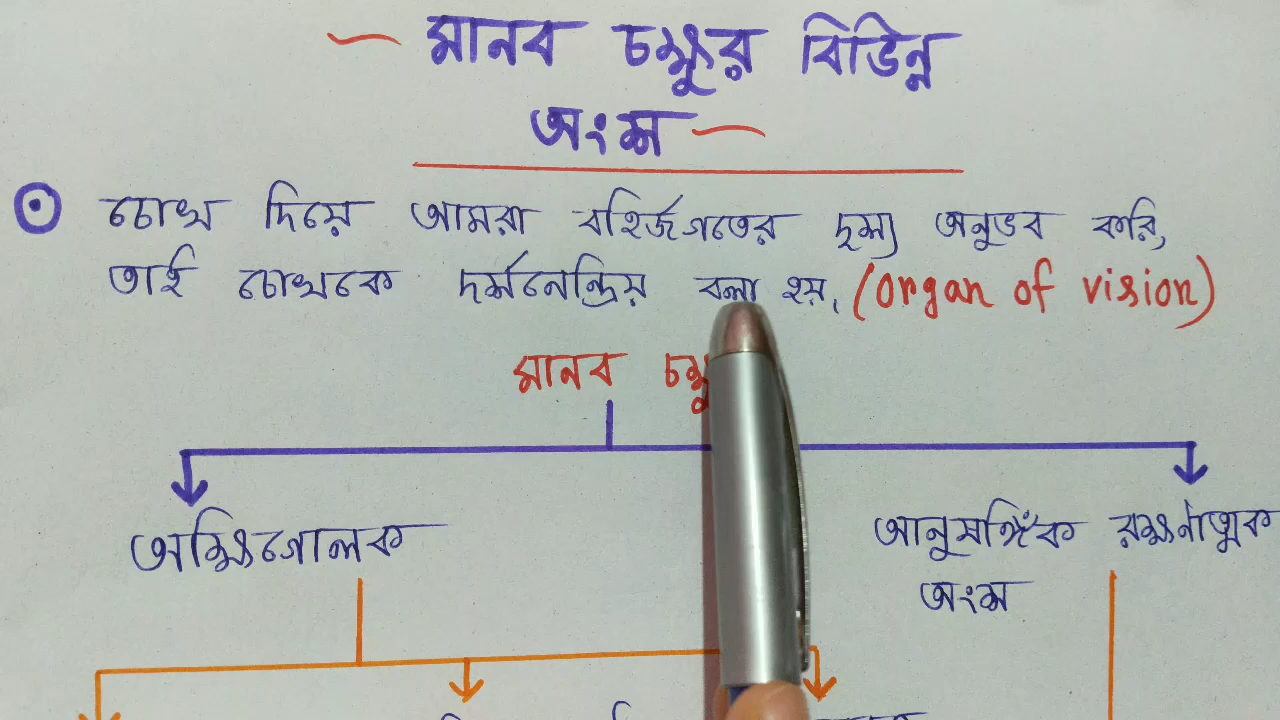 মানব চক্ষুর বিভিন্ন
অংশ
চোখ দিয়ে আমরা বহির্জগতের দৃশ্য অনুভব করি,
তাই চোখকে দর্শনেন্দ্রিয় বলা হয়, (organ of vision)
মানব
অক্ষিগোলক
আনুষঙ্গিক রক্ষণাত্মক
অংশ